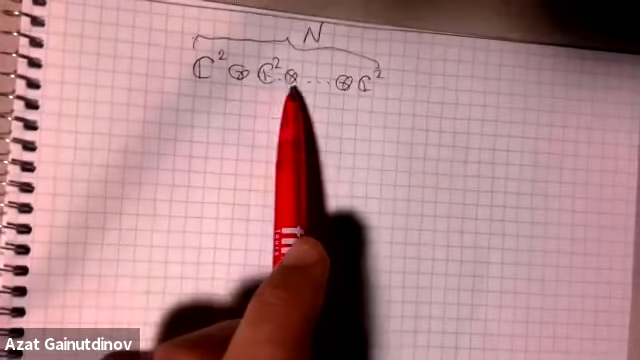 N
ℂ² ⊗ ℂ² ⊗ ... ⊗ ℂ²
Azat Gainutdinov